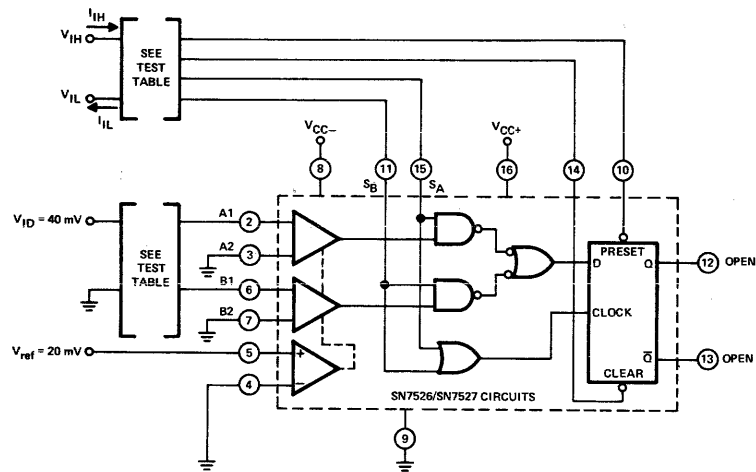 I_IH
V_IH
SEE
TEST
TABLE
V_IL
I_IL
V_CC−
V_CC+
8
11
15
16
14
10
S_B
S_A
V_ID = 40 mV
SEE
TEST
TABLE
A1
2
A2
3
B1
6
B2
7
V_ref = 20 mV
5
+
4
−
PRESET
D
Q
12
OPEN
CLOCK
Q̅
13
OPEN
CLEAR
SN7526/SN7527 CIRCUITS
9